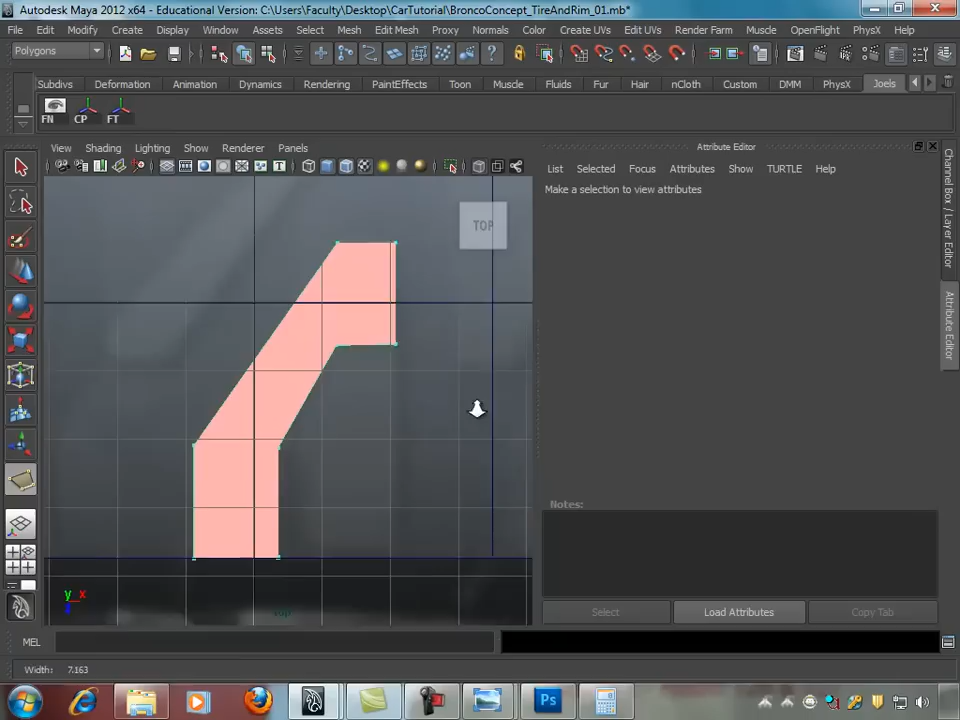 Autodesk Maya 2012 x64 - Educational Version: C:\Users\Faculty\Desktop\CarTutorial\BroncoConcept_TireAndRim_01.mb*
File Edit Modify Create Display Window Assets Select Mesh Edit Mesh Proxy Normals Color Create UVs Edit UVs Render Farm Muscle OpenFlight PhysX Help
Polygons
Subdivs Deformation Animation Rendering PaintEffects Toon Muscle Fluids Fur Hair nCloth Custom DMM PhysX Joels
FN CP FT
View Shading Lighting Show Renderer Panels
Attribute Editor
List Selected Focus Attributes Show TURTLE Help
Make a selection to view attributes
Channel Box / Layer Editor
Attribute Editor
TOP
Notes:
y x
top
Select Load Attributes Copy Tab
MEL
Width: 7.163
Ps